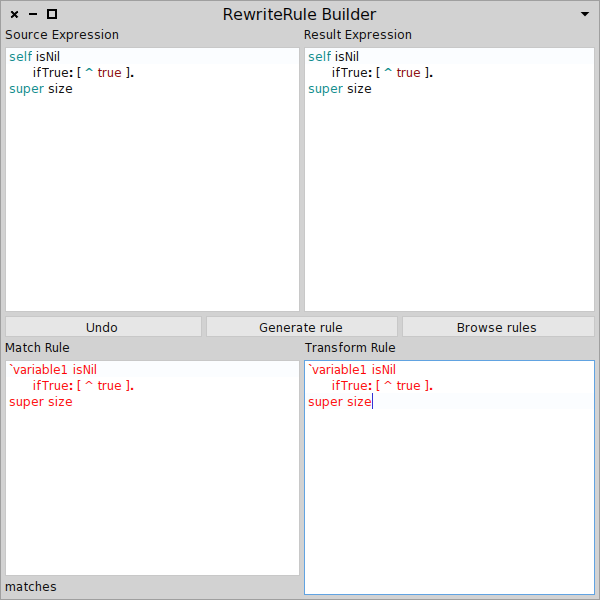 RewriteRule Builder
Source Expression
self isNil
ifTrue: [ ^ true ].
super size
Result Expression
self isNil
ifTrue: [ ^ true ].
super size
Undo
Generate rule
Browse rules
Match Rule
`variable1 isNil
ifTrue: [ ^ true ].
super size
matches
Transform Rule
`variable1 isNil
ifTrue: [ ^ true ].
super size